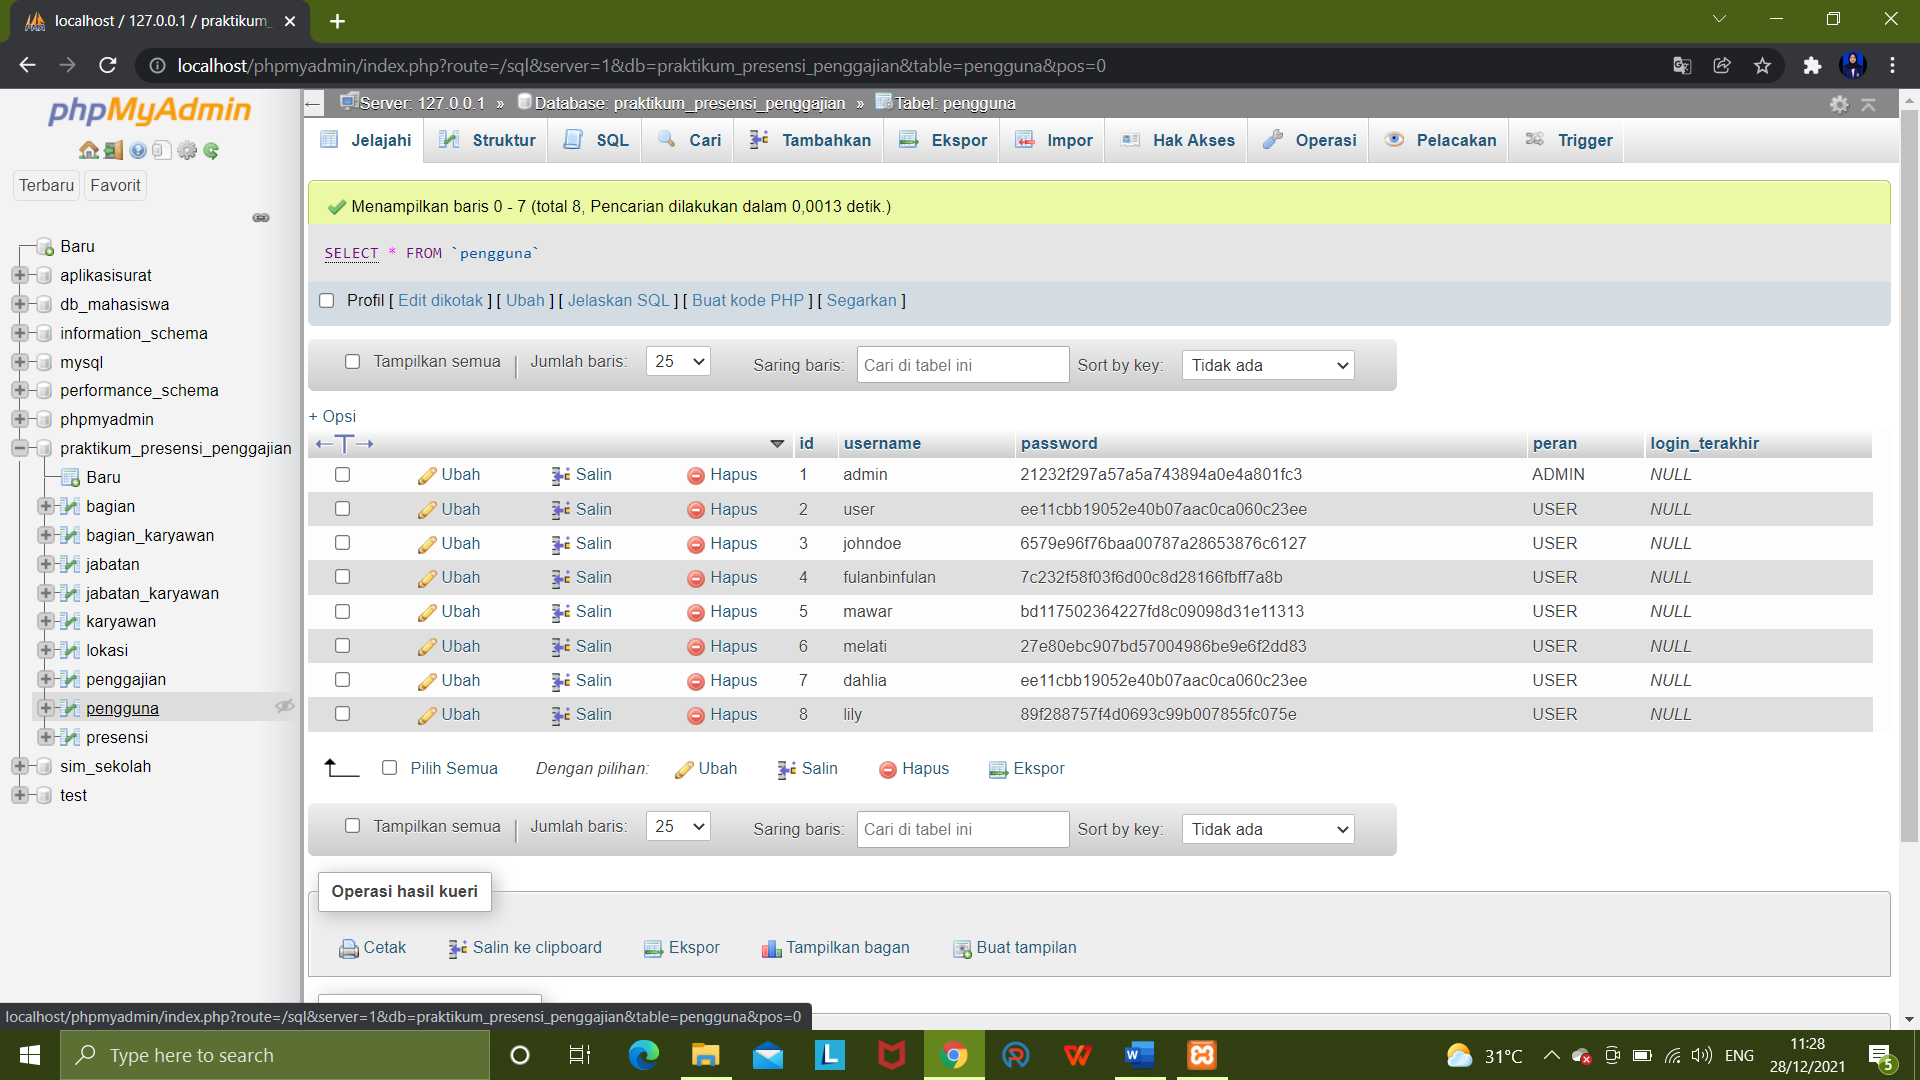 localhost / 127.0.0.1 / praktikum_
localhost/phpmyadmin/index.php?route=/sql&server=1&db=praktikum_presensi_penggajian&table=pengguna&pos=0
phpMyAdmin
Terbaru Favorit
Baru
aplikasisurat
db_mahasiswa
information_schema
mysql
performance_schema
phpmyadmin
praktikum_presensi_penggajian
Baru
bagian
bagian_karyawan
jabatan
jabatan_karyawan
karyawan
lokasi
penggajian
pengguna
presensi
sim_sekolah
test
Server: 127.0.0.1 » Database: praktikum_presensi_penggajian » Tabel: pengguna
Jelajahi Struktur SQL Cari Tambahkan Ekspor Impor Hak Akses Operasi Pelacakan Trigger
Menampilkan baris 0 - 7 (total 8, Pencarian dilakukan dalam 0,0013 detik.)
SELECT * FROM `pengguna`
Profil [ Edit dikotak ] [ Ubah ] [ Jelaskan SQL ] [ Buat kode PHP ] [ Segarkan ]
Tampilkan semua | Jumlah baris: 25 Saring baris: Cari di tabel ini Sort by key: Tidak ada
+ Opsi
←T→ id username password peran login_terakhir
Ubah Salin Hapus 1 admin 21232f297a57a5a743894a0e4a801fc3 ADMIN NULL
Ubah Salin Hapus 2 user ee11cbb19052e40b07aac0ca060c23ee USER NULL
Ubah Salin Hapus 3 johndoe 6579e96f76baa00787a28653876c6127 USER NULL
Ubah Salin Hapus 4 fulanbinfulan 7c232f58f03f6d00c8d28166fbff7a8b USER NULL
Ubah Salin Hapus 5 mawar bd117502364227fd8c09098d31e11313 USER NULL
Ubah Salin Hapus 6 melati 27e80ebc907bd57004986be9e6f2dd83 USER NULL
Ubah Salin Hapus 7 dahlia ee11cbb19052e40b07aac0ca060c23ee USER NULL
Ubah Salin Hapus 8 lily 89f288757f4d0693c99b007855fc075e USER NULL
Pilih Semua Dengan pilihan: Ubah Salin Hapus Ekspor
Tampilkan semua | Jumlah baris: 25 Saring baris: Cari di tabel ini Sort by key: Tidak ada
Operasi hasil kueri
Cetak Salin ke clipboard Ekspor Tampilkan bagan Buat tampilan
localhost/phpmyadmin/index.php?route=/sql&server=1&db=praktikum_presensi_penggajian&table=pengguna&pos=0
Type here to search
31°C ENG
11:28
28/12/2021
5